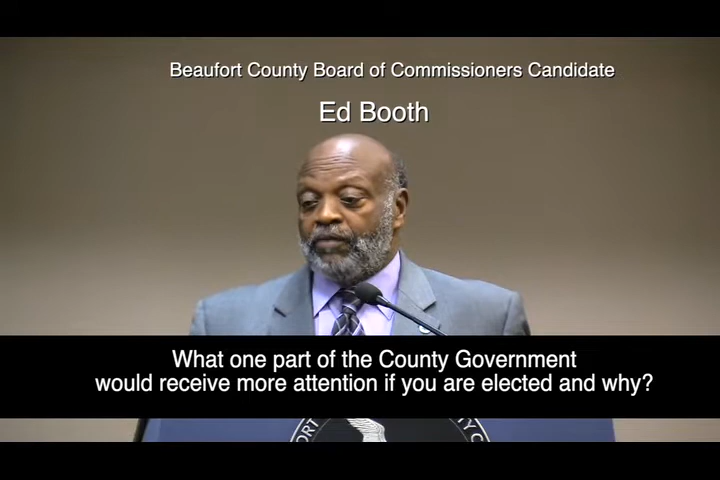 Beaufort County Board of Commissioners Candidate
Ed Booth
What one part of the County Government
would receive more attention if you are elected and why?